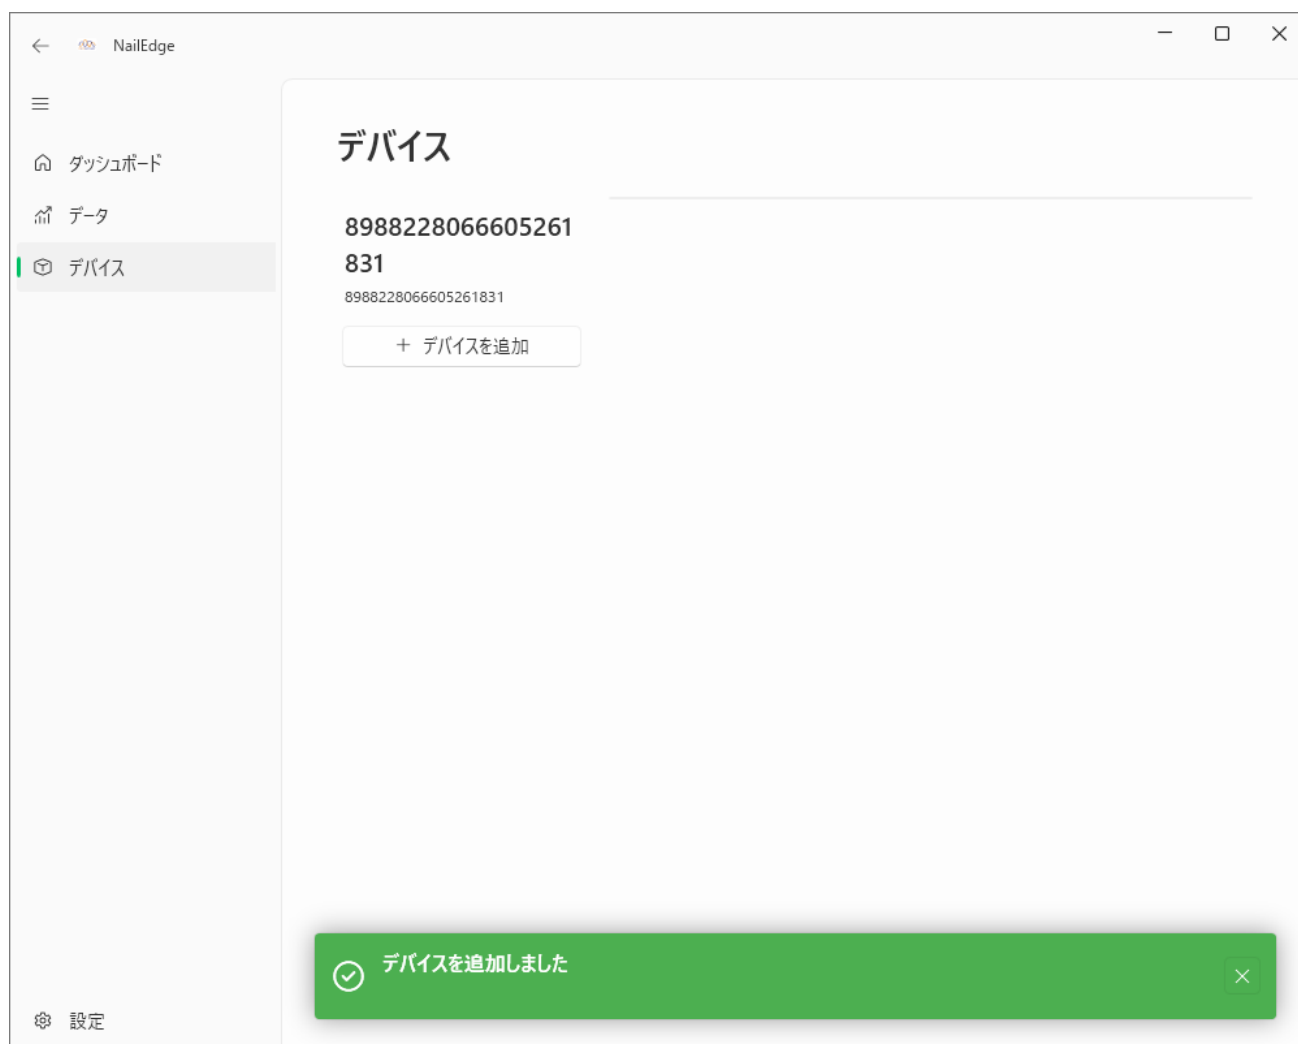 NailEdge
ダッシュボード
データ
デバイス
設定
デバイス
8988228066605261
831
8988228066605261831
+ デバイスを追加
デバイスを追加しました